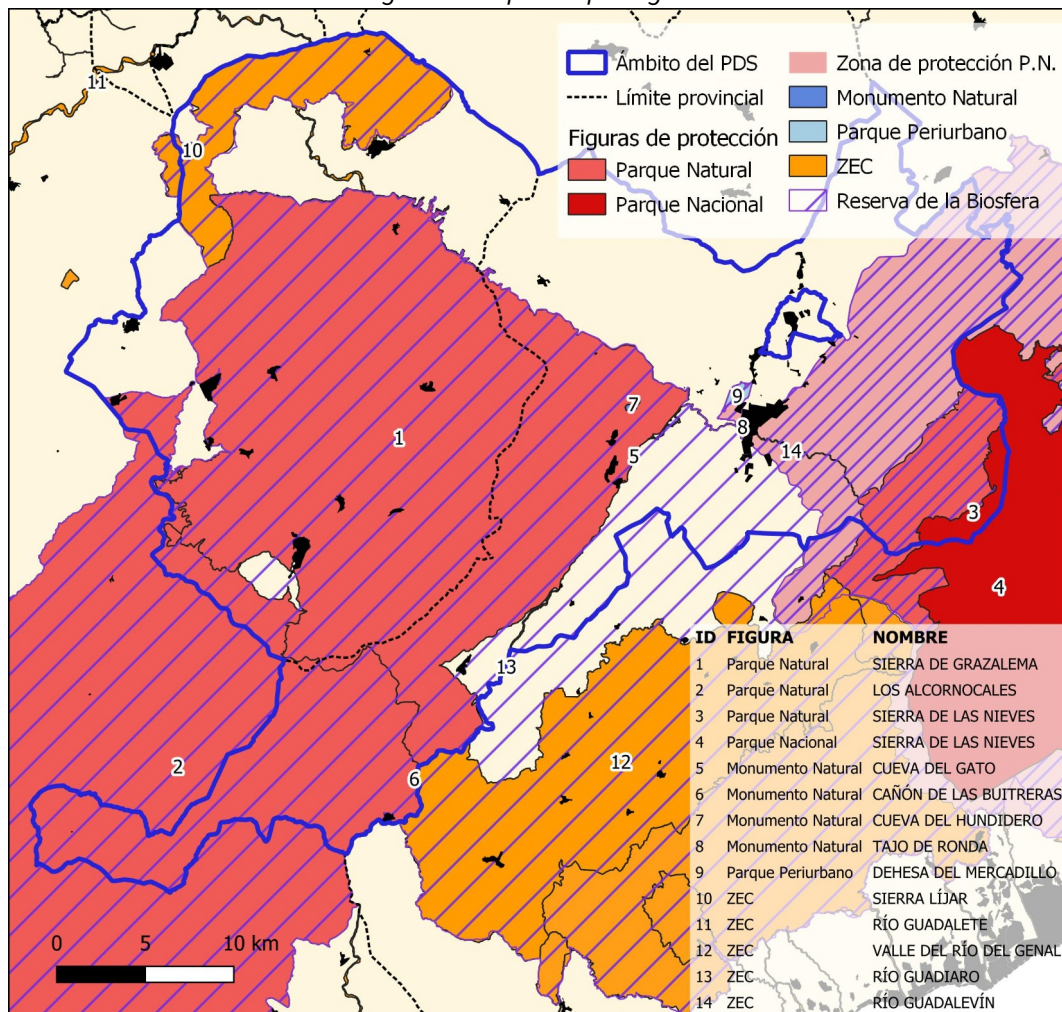 Ámbito del PDS
Límite provincial
Figuras de protección
Parque Natural
Parque Nacional
Zona de protección P.N.
Monumento Natural
Parque Periurbano
ZEC
Reserva de la Biosfera
11
10
9
7
8
1
5
14
3
4
13
12
2
6
0 5 10 km
ID FIGURA NOMBRE
1 Parque Natural SIERRA DE GRAZALEMA
2 Parque Natural LOS ALCORNOCALES
3 Parque Natural SIERRA DE LAS NIEVES
4 Parque Nacional SIERRA DE LAS NIEVES
5 Monumento Natural CUEVA DEL GATO
6 Monumento Natural CAÑÓN DE LAS BUITRERAS
7 Monumento Natural CUEVA DEL HUNDIDERO
8 Monumento Natural TAJO DE RONDA
9 Parque Periurbano DEHESA DEL MERCADILLO
10 ZEC SIERRA LÍJAR
11 ZEC RÍO GUADALETE
12 ZEC VALLE DEL RÍO DEL GENAL
13 ZEC RÍO GUADIARO
14 ZEC RÍO GUADALEVÍN